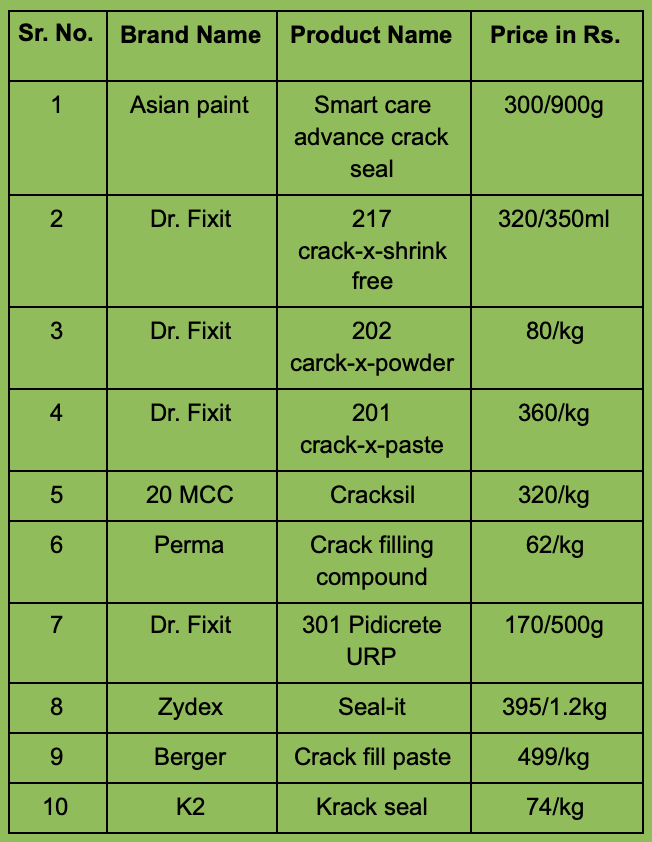 Sr. No. Brand Name Product Name Price in Rs.
1 Asian paint Smart care 300/900g
advance crack
seal
2 Dr. Fixit 217 320/350ml
crack-x-shrink
free
3 Dr. Fixit 202 80/kg
carck-x-powder
4 Dr. Fixit 201 360/kg
crack-x-paste
5 20 MCC Cracksil 320/kg
6 Perma Crack filling 62/kg
compound
7 Dr. Fixit 301 Pidicrete 170/500g
URP
8 Zydex Seal-it 395/1.2kg
9 Berger Crack fill paste 499/kg
10 K2 Krack seal 74/kg